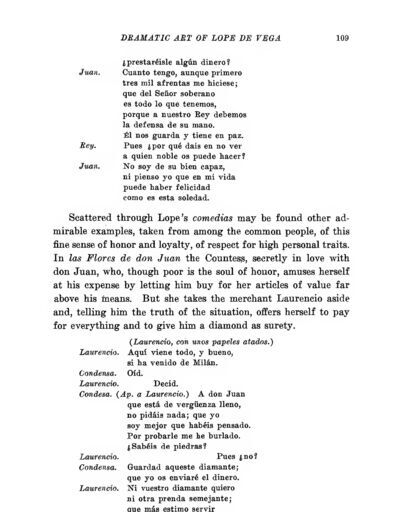 DRAMATIC ART OF LOPE DE VEGA 109
¿prestaréisle algún dinero?
Juan. Cuanto tengo, aunque primero
tres mil afrentas me hiciese;
que del Señor soberano
es todo lo que tenemos,
porque a nuestro Rey debemos
la defensa de su mano.
Él nos guarda y tiene en paz.
Rey. Pues ¿por qué dais en no ver
a quien noble os puede hacer?
Juan. No soy de su bien capaz,
ni pienso yo que en mi vida
puede haber felicidad
como es esta soledad.
Scattered through Lope's comedias may be found other ad-
mirable examples, taken from among the common people, of this
fine sense of honor and loyalty, of respect for high personal traits.
In las Flores de don Juan the Countess, secretly in love with
don Juan, who, though poor is the soul of honor, amuses herself
at his expense by letting him buy for her articles of value far
above his means. But she takes the merchant Laurencio aside
and, telling him the truth of the situation, offers herself to pay
for everything and to give him a diamond as surety.
(Laurencio, con unos papeles atados.)
Laurencio. Aquí viene todo, y bueno,
si ha venido de Milán.
Condensa. Oíd.
Laurencio. Decid.
Condesa. (Ap. a Laurencio.) A don Juan
que está de vergüenza lleno,
no pidáis nada; que yo
soy mejor que habéis pensado.
Por probarle me he burlado.
¿Sabéis de piedras?
Laurencio. Pues ¿no?
Condensa. Guardad aqueste diamante;
que yo os enviaré el dinero.
Laurencio. Ni vuestro diamante quiero
ni otra prenda semejante;
que más estimo servir